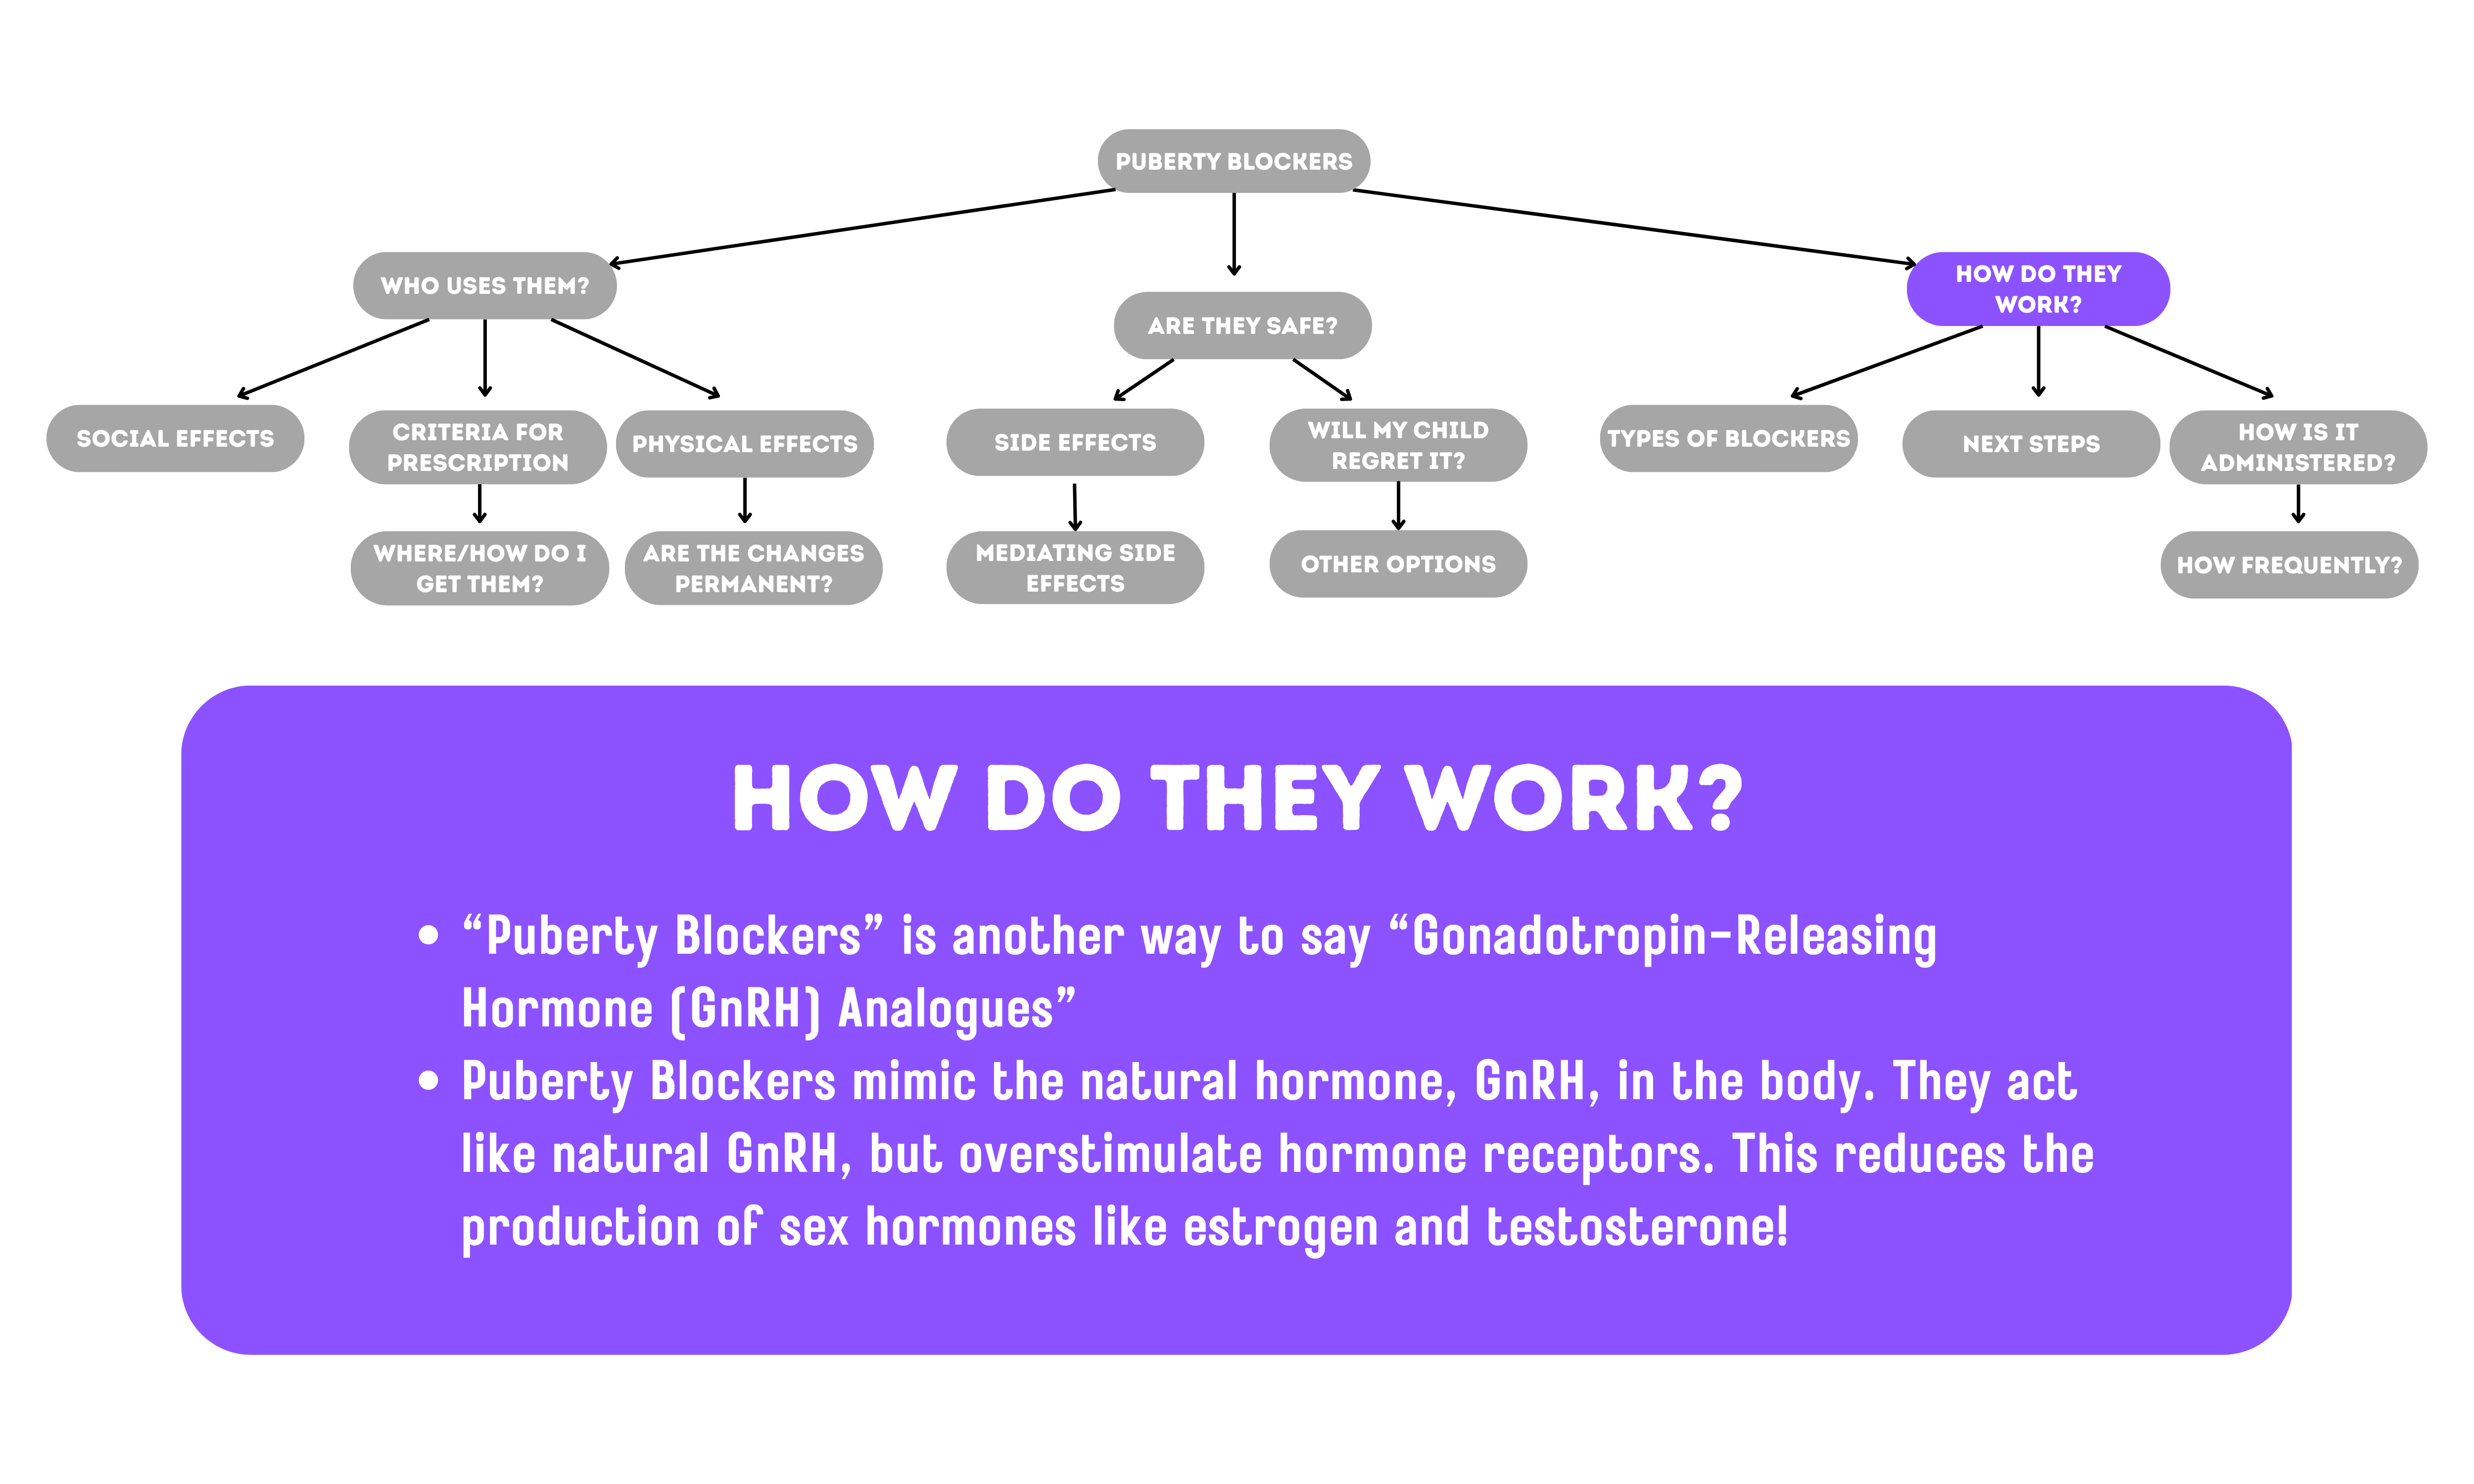 PUBERTY BLOCKERS
WHO USES THEM?
ARE THEY SAFE?
HOW DO THEY
WORK?
SOCIAL EFFECTS
CRITERIA FOR
PRESCRIPTION
PHYSICAL EFFECTS
SIDE EFFECTS
WILL MY CHILD
REGRET IT?
TYPES OF BLOCKERS
NEXT STEPS
HOW IS IT
ADMINISTERED?
WHERE/HOW DO I
GET THEM?
ARE THE CHANGES
PERMANENT?
MEDIATING SIDE
EFFECTS
OTHER OPTIONS
HOW FREQUENTLY?
HOW DO THEY WORK?
• “Puberty Blockers” is another way to say “Gonadotropin-Releasing
Hormone (GnRH) Analogues”
• Puberty Blockers mimic the natural hormone, GnRH, in the body. They act
like natural GnRH, but overstimulate hormone receptors. This reduces the
production of sex hormones like estrogen and testosterone!